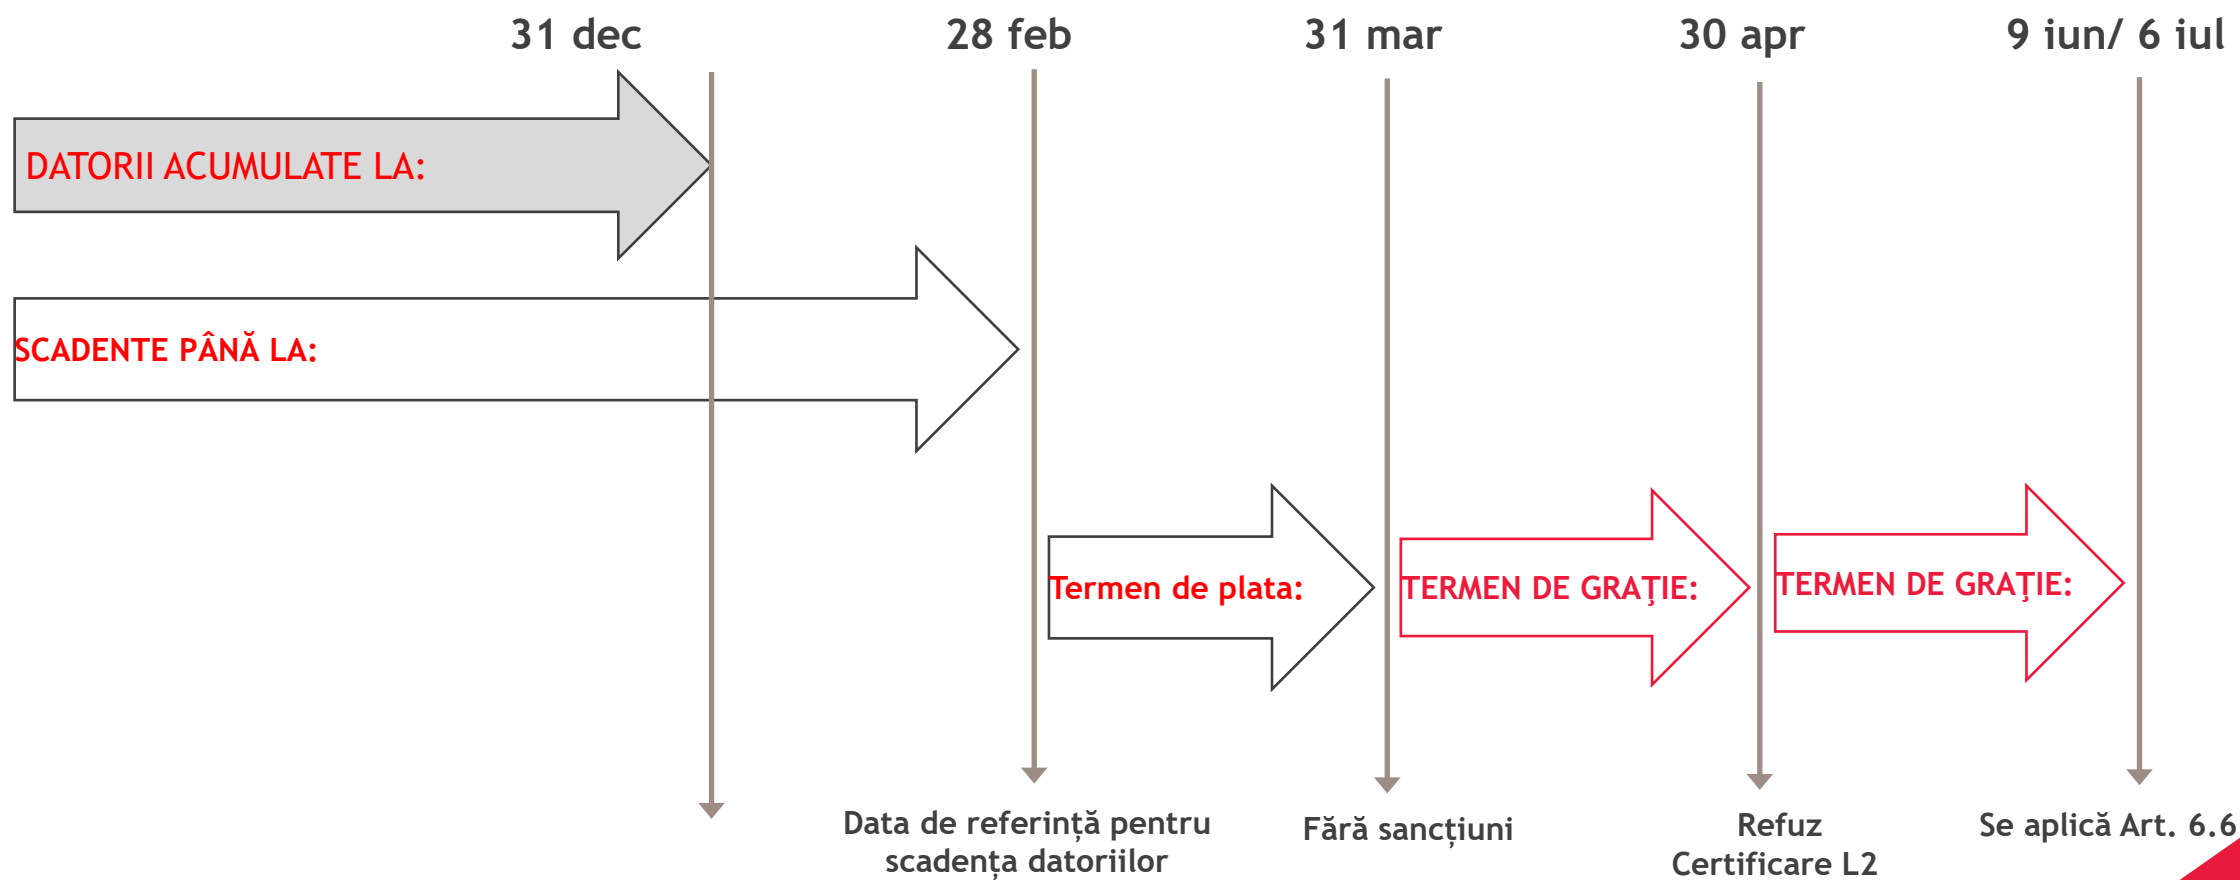 31 dec
28 feb
31 mar
30 apr
9 iun/ 6 iul
DATORII ACUMULATE LA:
SCADENTE PÂNĂ LA:
Termen de plata:
TERMEN DE GRAŢIE:
TERMEN DE GRAŢIE:
Data de referință pentru
scadența datoriilor
Fără sancțiuni
Refuz
Certificare L2
Se aplică Art. 6.6